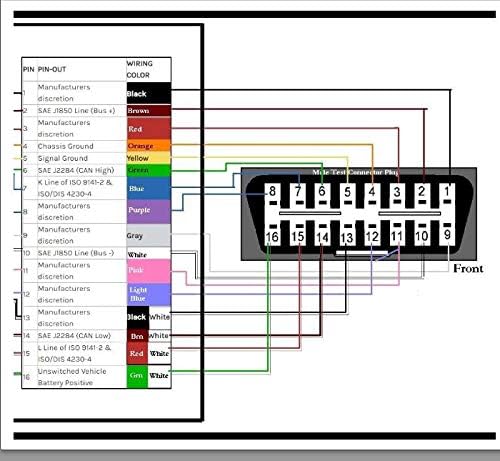 PIN PIN-OUT WIRING COLOR
1 Manufacturers discretion Black
2 SAE J1850 Line (Bus +) Brown
3 Manufacturers discretion Red
4 Chassis Ground Orange
5 Signal Ground Yellow
6 SAE J2284 (CAN High) Green
7 K Line of ISO 9141-2 & ISO/DIS 4230-4 Blue
8 Manufacturers discretion Purple
9 Manufacturers discretion Gray
10 SAE J1850 Line (Bus -) White
11 Manufacturers discretion Pink
12 Manufacturers discretion Light Blue
13 Manufacturers discretion Black White
14 SAE J2284 (CAN Low) Brn White
15 L Line of ISO 9141-2 & ISO/DIS 4230-4 Red White
16 Unswitched Vehicle Battery Positive Grn White
Male Test Connector Plug
8 7 6 5 4 3 2 1
16 15 14 13 12 11 10 9
Front